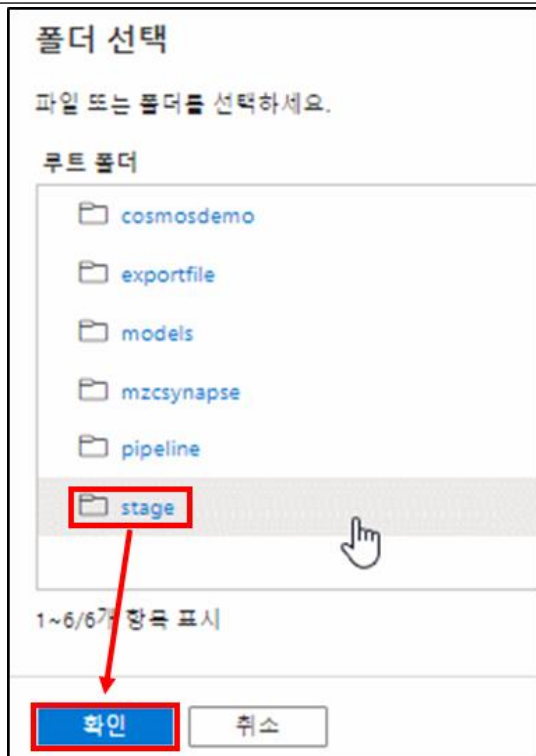 폴더 선택
파일 또는 폴더를 선택하세요.
루트 폴더
cosmosdemo
exportfile
models
mzcsynapse
pipeline
stage
1~6/6개 항목 표시
확인 취소